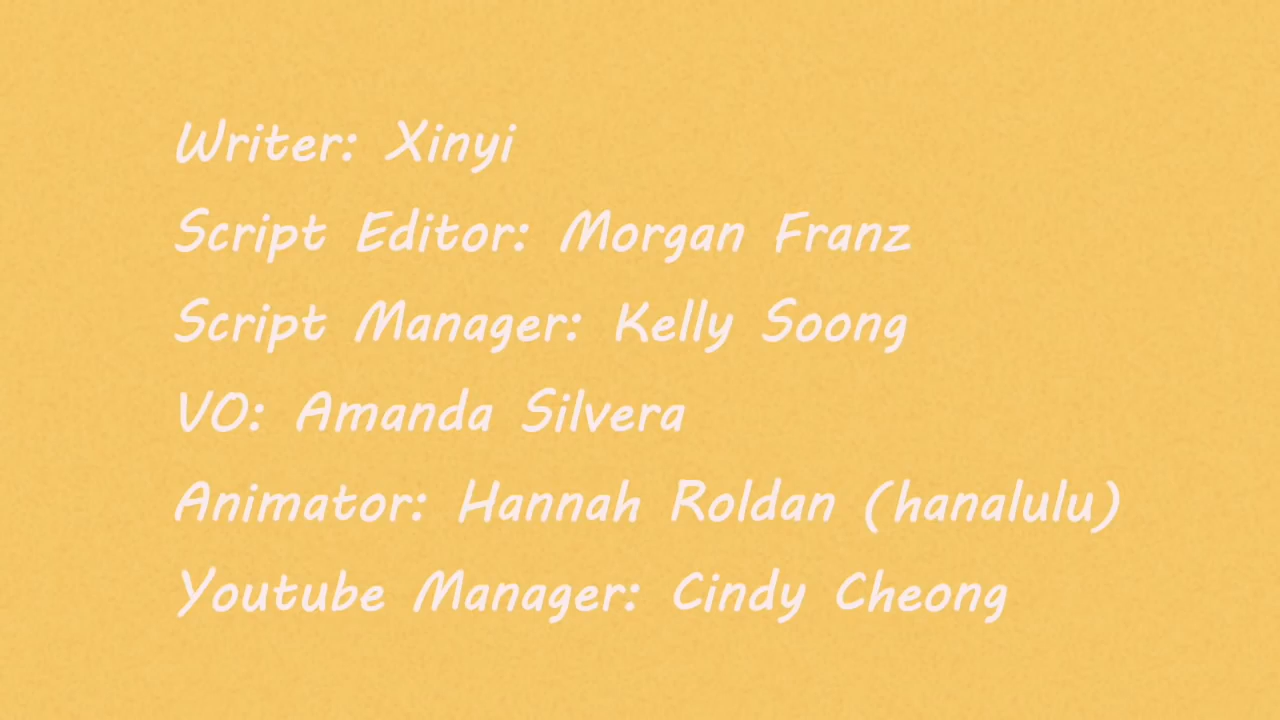 Writer: Xinyi
Script Editor: Morgan Franz
Script Manager: Kelly Soong
VO: Amanda Silvera
Animator: Hannah Roldan (hanalulu)
Youtube Manager: Cindy Cheong